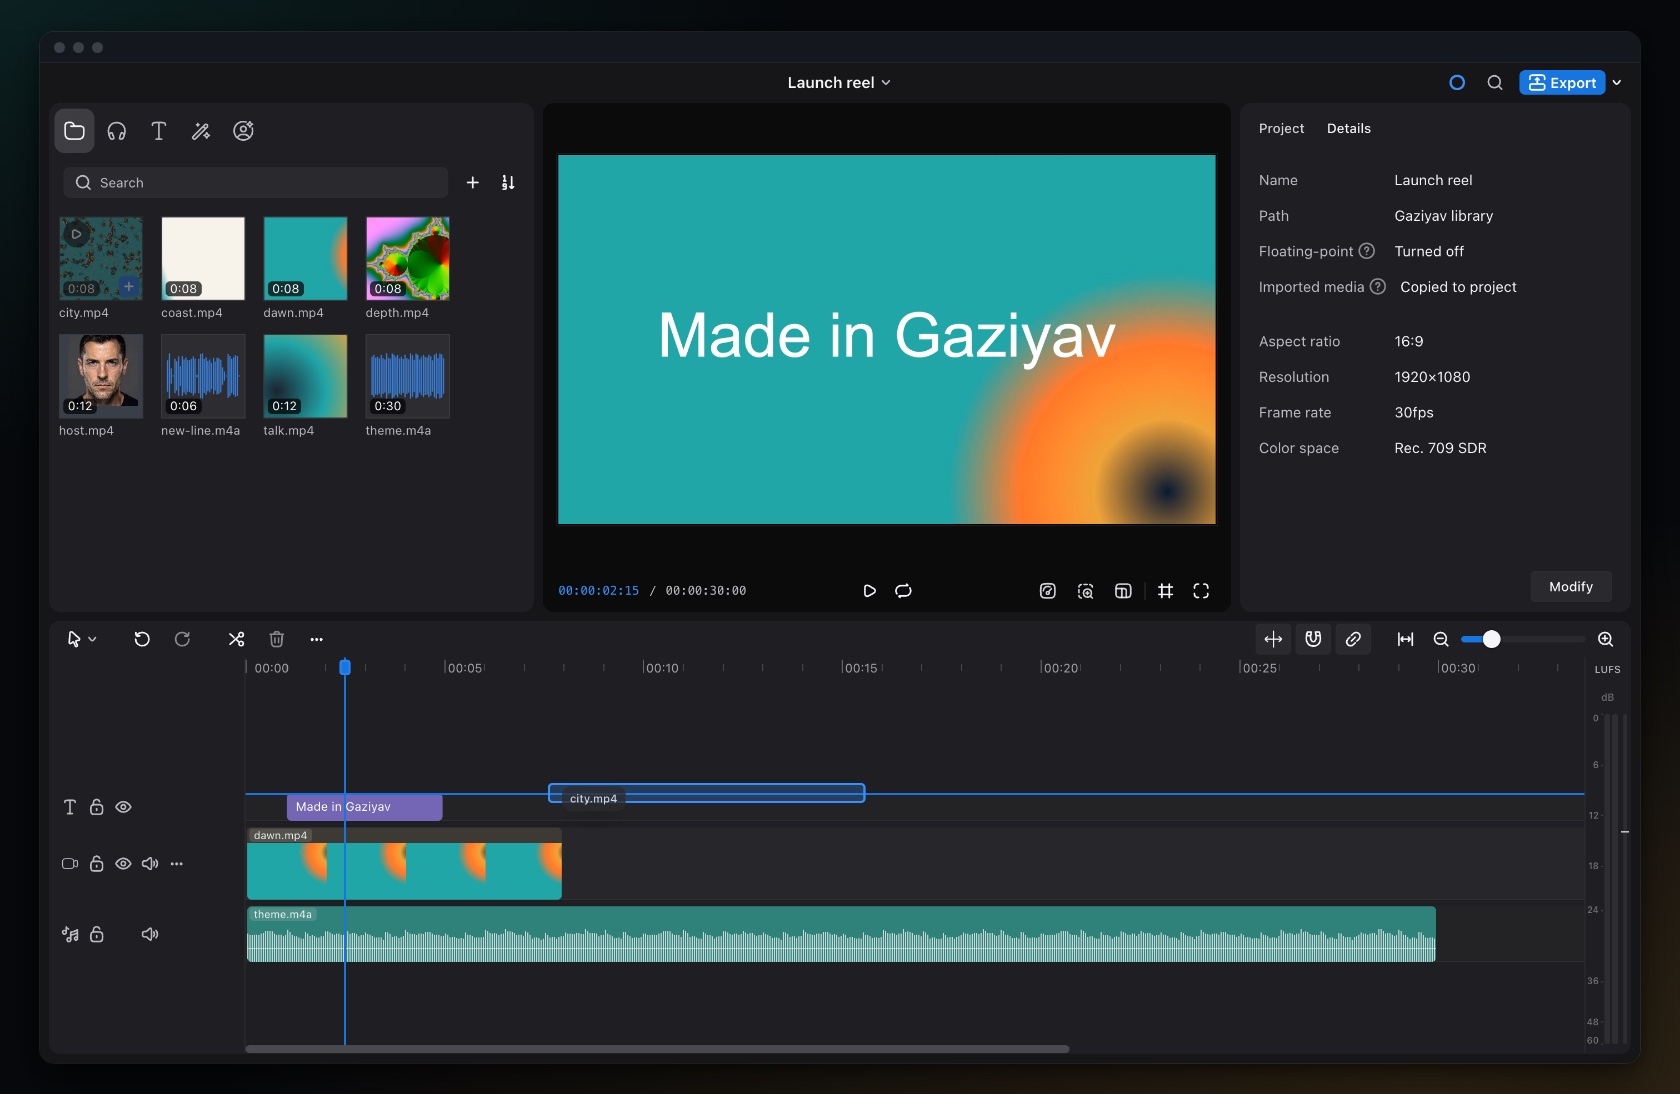 Launch reel
Export
Search
Project Details
Name Launch reel
Path Gaziyav library
Floating-point ? Turned off
Imported media ? Copied to project
Aspect ratio 16:9
Resolution 1920×1080
Frame rate 30fps
Color space Rec. 709 SDR
Modify
0:08 0:08 0:08 0:08
city.mp4 coast.mp4 dawn.mp4 depth.mp4
0:12 0:06 0:12 0:30
host.mp4 new-line.m4a talk.mp4 theme.m4a
Made in Gaziyav
00:00:02:15 / 00:00:30:00
00:00 00:05 00:10 00:15 00:20 00:25 00:30
LUFS
dB
0
6
12
18
24
36
48
60
city.mp4
Made in Gaziyav
dawn.mp4
theme.m4a